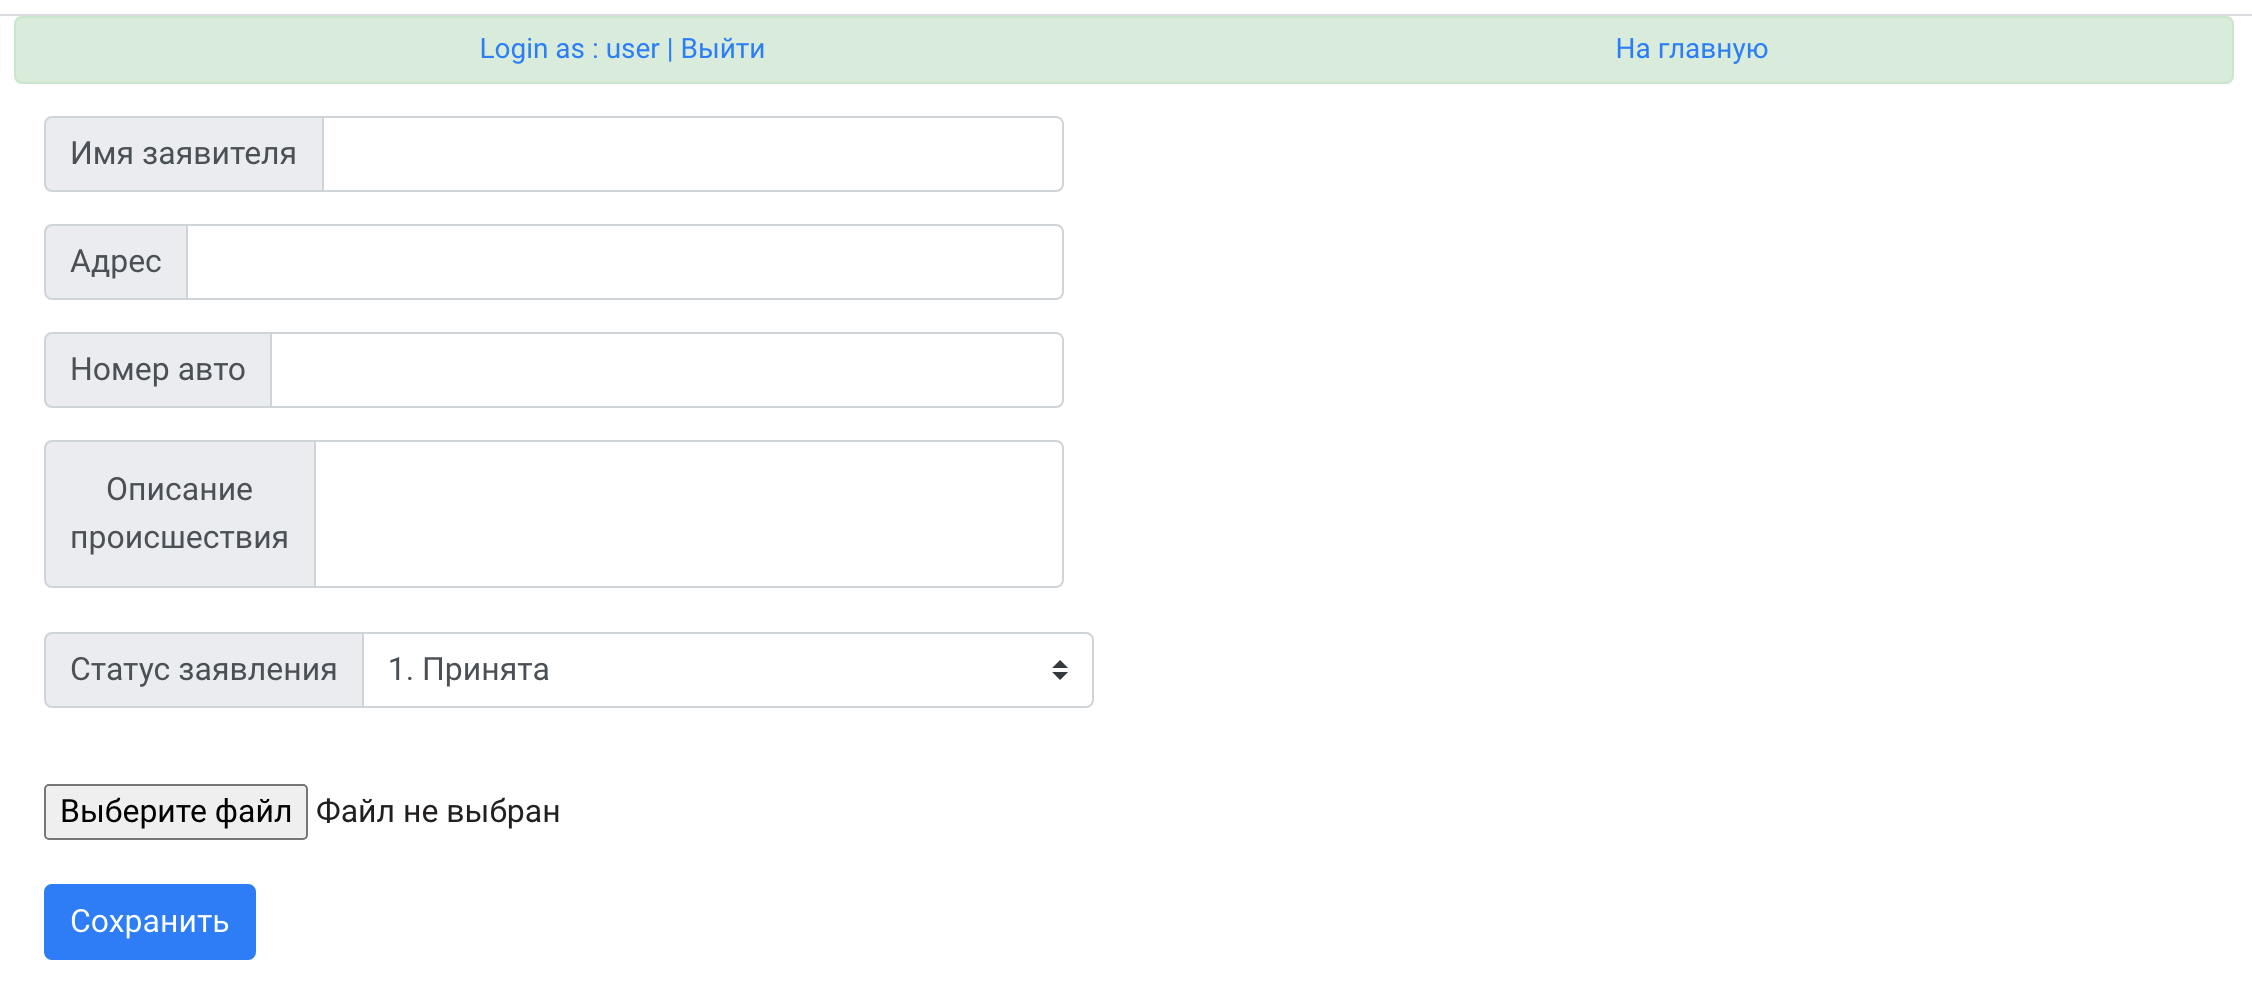 Login as : user | Выйти
На главную
Имя заявителя
Адрес
Номер авто
Описание
происшествия
Статус заявления
1. Принята
Выберите файл Файл не выбран
Сохранить